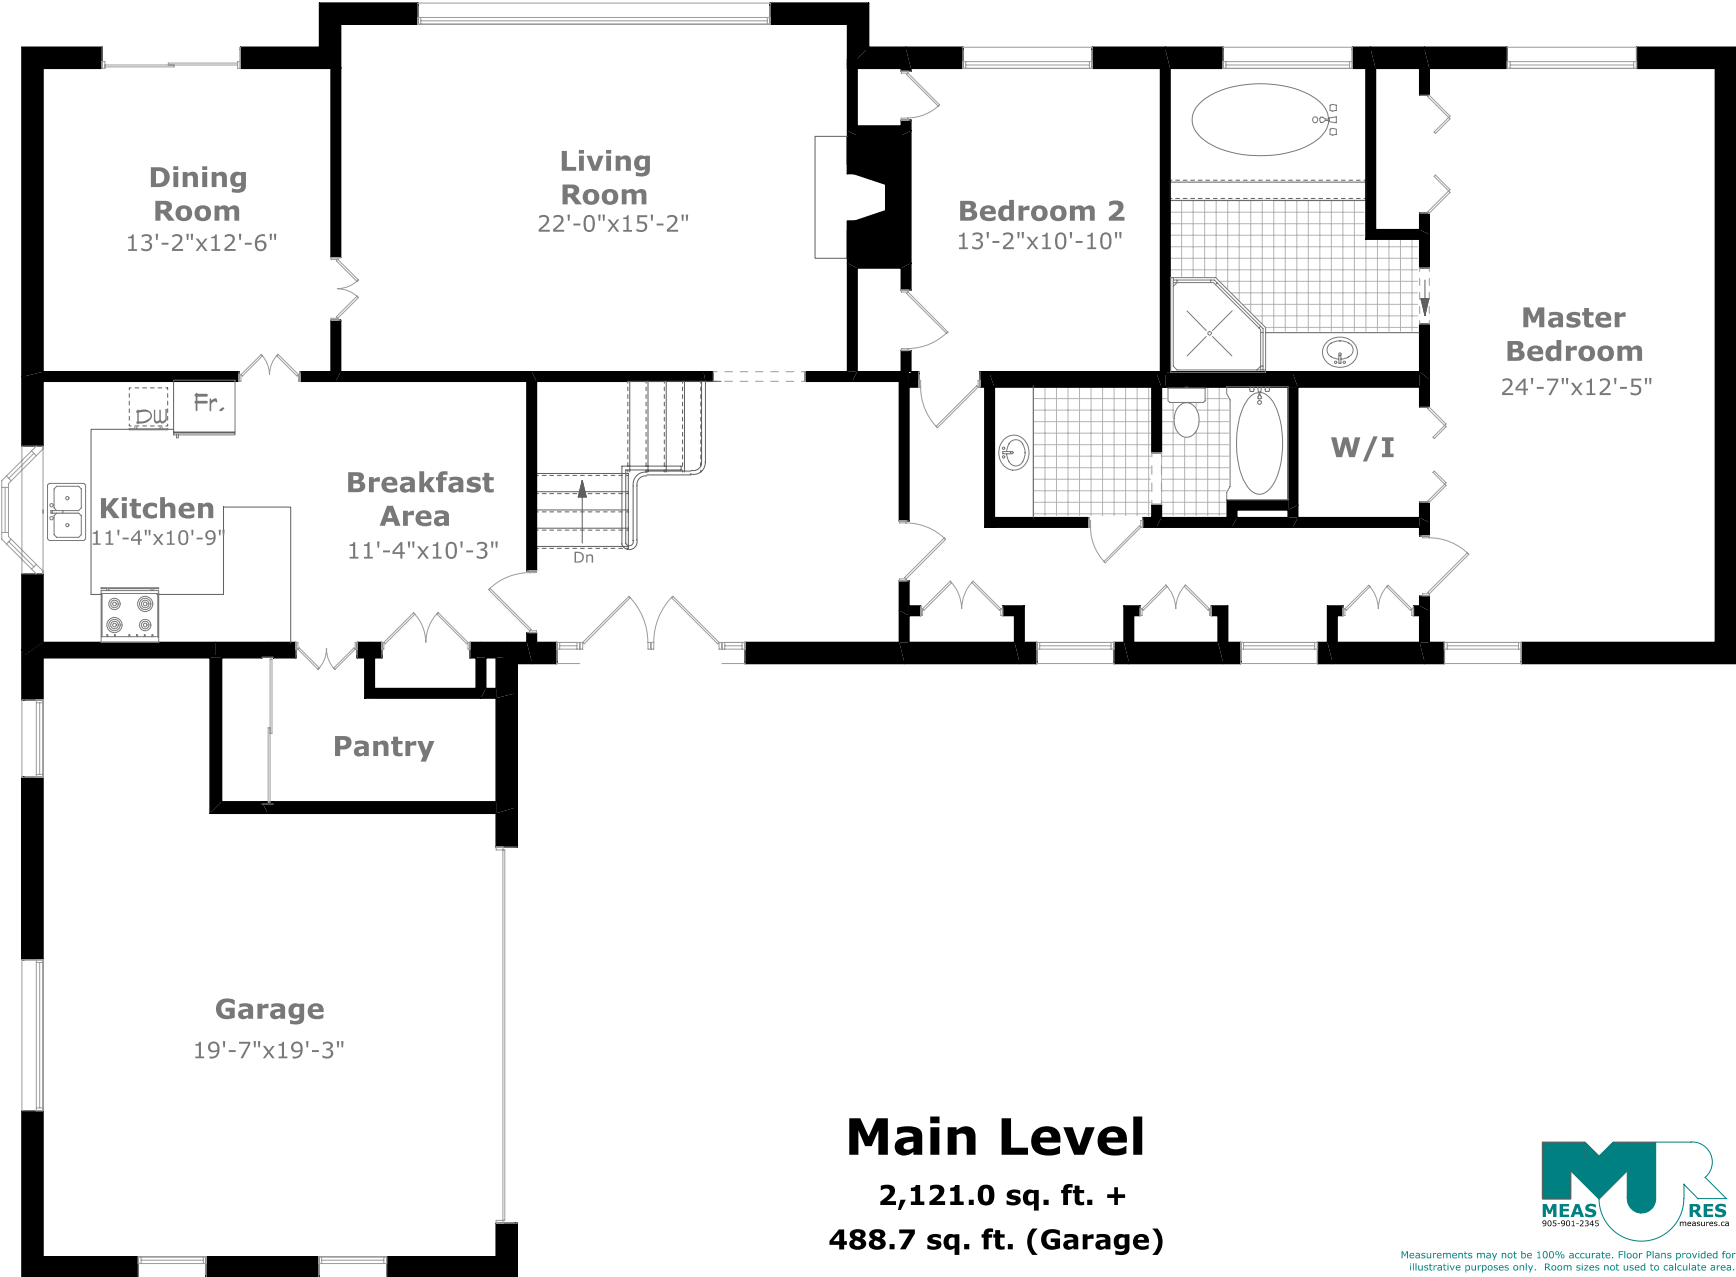 Dining
Room
13'-2"x12'-6"
Living
Room
22'-0"x15'-2"
Bedroom 2
13'-2"x10'-10"
Master
Bedroom
24'-7"x12'-5"
DW
Fr.
Kitchen
11'-4"x10'-9"
Breakfast
Area
11'-4"x10'-3"
Dn
W/I
Pantry
Garage
19'-7"x19'-3"
Main Level
2,121.0 sq. ft. +
488.7 sq. ft. (Garage)
MEASURES
905-901-2345 measures.ca
Measurements may not be 100% accurate. Floor Plans provided for
illustrative purposes only. Room sizes not used to calculate area.